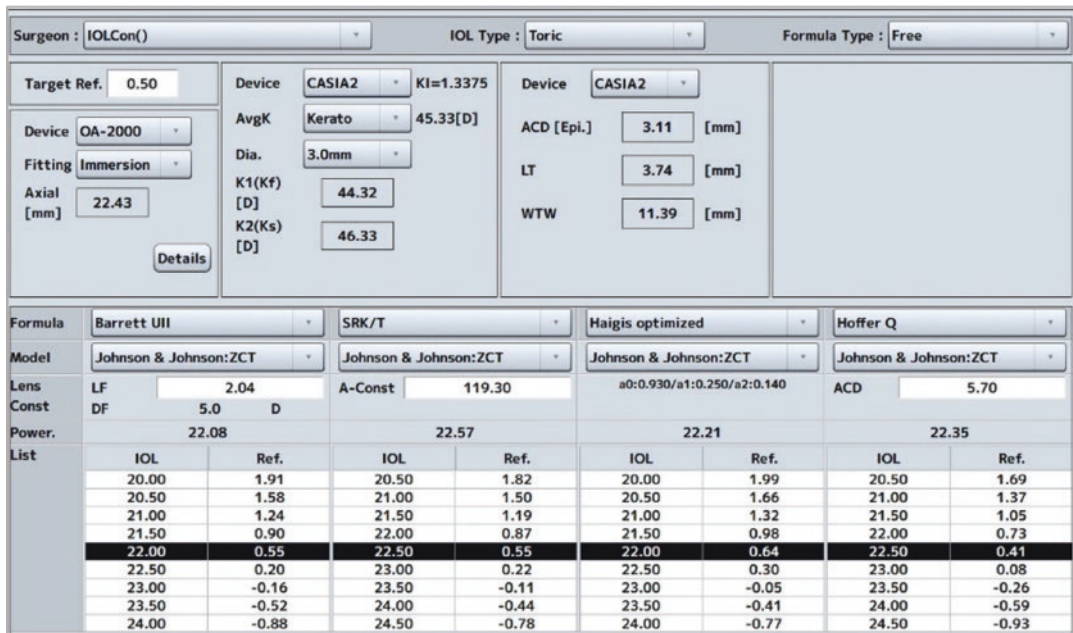 Surgeon : IOLCon() IOL Type : Toric Formula Type : Free
Target Ref. 0.50
Device OA-2000
Fitting Immersion
Axial [mm] 22.43
Details
Device CASIA2 KI=1.3375
AvgK Kerato 45.33[D]
Dia. 3.0mm
K1(Kf) [D] 44.32
K2(Ks) [D] 46.33
Device CASIA2
ACD [Epi.] 3.11 [mm]
LT 3.74 [mm]
WTW 11.39 [mm]
Formula Barrett UII SRK/T Haigis optimized Hoffer Q
Model Johnson & Johnson:ZCT Johnson & Johnson:ZCT Johnson & Johnson:ZCT Johnson & Johnson:ZCT
Lens Const LF 2.04 A-Const 119.30 a0:0.930/a1:0.250/a2:0.140 ACD 5.70
DF 5.0 D
Power. 22.08 22.57 22.21 22.35
List IOL Ref. IOL Ref. IOL Ref. IOL Ref.
20.00 1.91 20.50 1.82 20.00 1.99 20.50 1.69
20.50 1.58 21.00 1.50 20.50 1.66 21.00 1.37
21.00 1.24 21.50 1.19 21.00 1.32 21.50 1.05
21.50 0.90 22.00 0.87 21.50 0.98 22.00 0.73
22.00 0.55 22.50 0.55 22.00 0.64 22.50 0.41
22.50 0.20 23.00 0.22 22.50 0.30 23.00 0.08
23.00 -0.16 23.50 -0.11 23.00 -0.05 23.50 -0.26
23.50 -0.52 24.00 -0.44 23.50 -0.41 24.00 -0.59
24.00 -0.88 24.50 -0.78 24.00 -0.77 24.50 -0.93